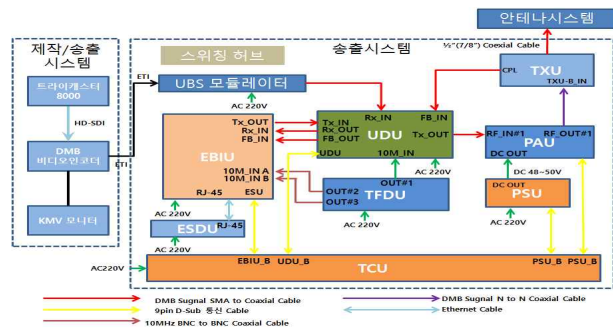 안테나시스템
제작/송출
시스템
스위칭 허브
송출시스템
½"(7/8") Coaxial Cable
트라이캐스터
8000
HD-SDI
DMB
비디오인코더
KMV 모니터
ETI
ETI
UBS 모듈레이터
AC 220V
CPL
TXU
TXU-B_IN
EBIU
Tx_OUT
Rx_IN
FB_IN
10M_IN A
10M_IN B
RJ-45
ESU
Rx_IN
FB_IN
Tx_IN
Rx_OUT
FB_OUT
UDU
Tx_OUT
UDU
10M_IN
RF_IN#1
RF_OUT#1
PAU
DC OUT
OUT#1
AC 220V
DC 48~50V
OUT#2
OUT#3
TFDU
DC OUT
PSU
AC 220V
ESDU
RJ-45
AC 220V
AC 220V
AC 220V
AC220V
EBIU_B
UDU_B
TCU
PSU_B
PSU_B
DMB Sugnal SMA to Coaxial Cable
9pin D-Sub 통신 Cable
10MHz BNC to BNC Coaxial Cable
DMB Sugnal N to N Coaxial Cable
Ethernet Cable